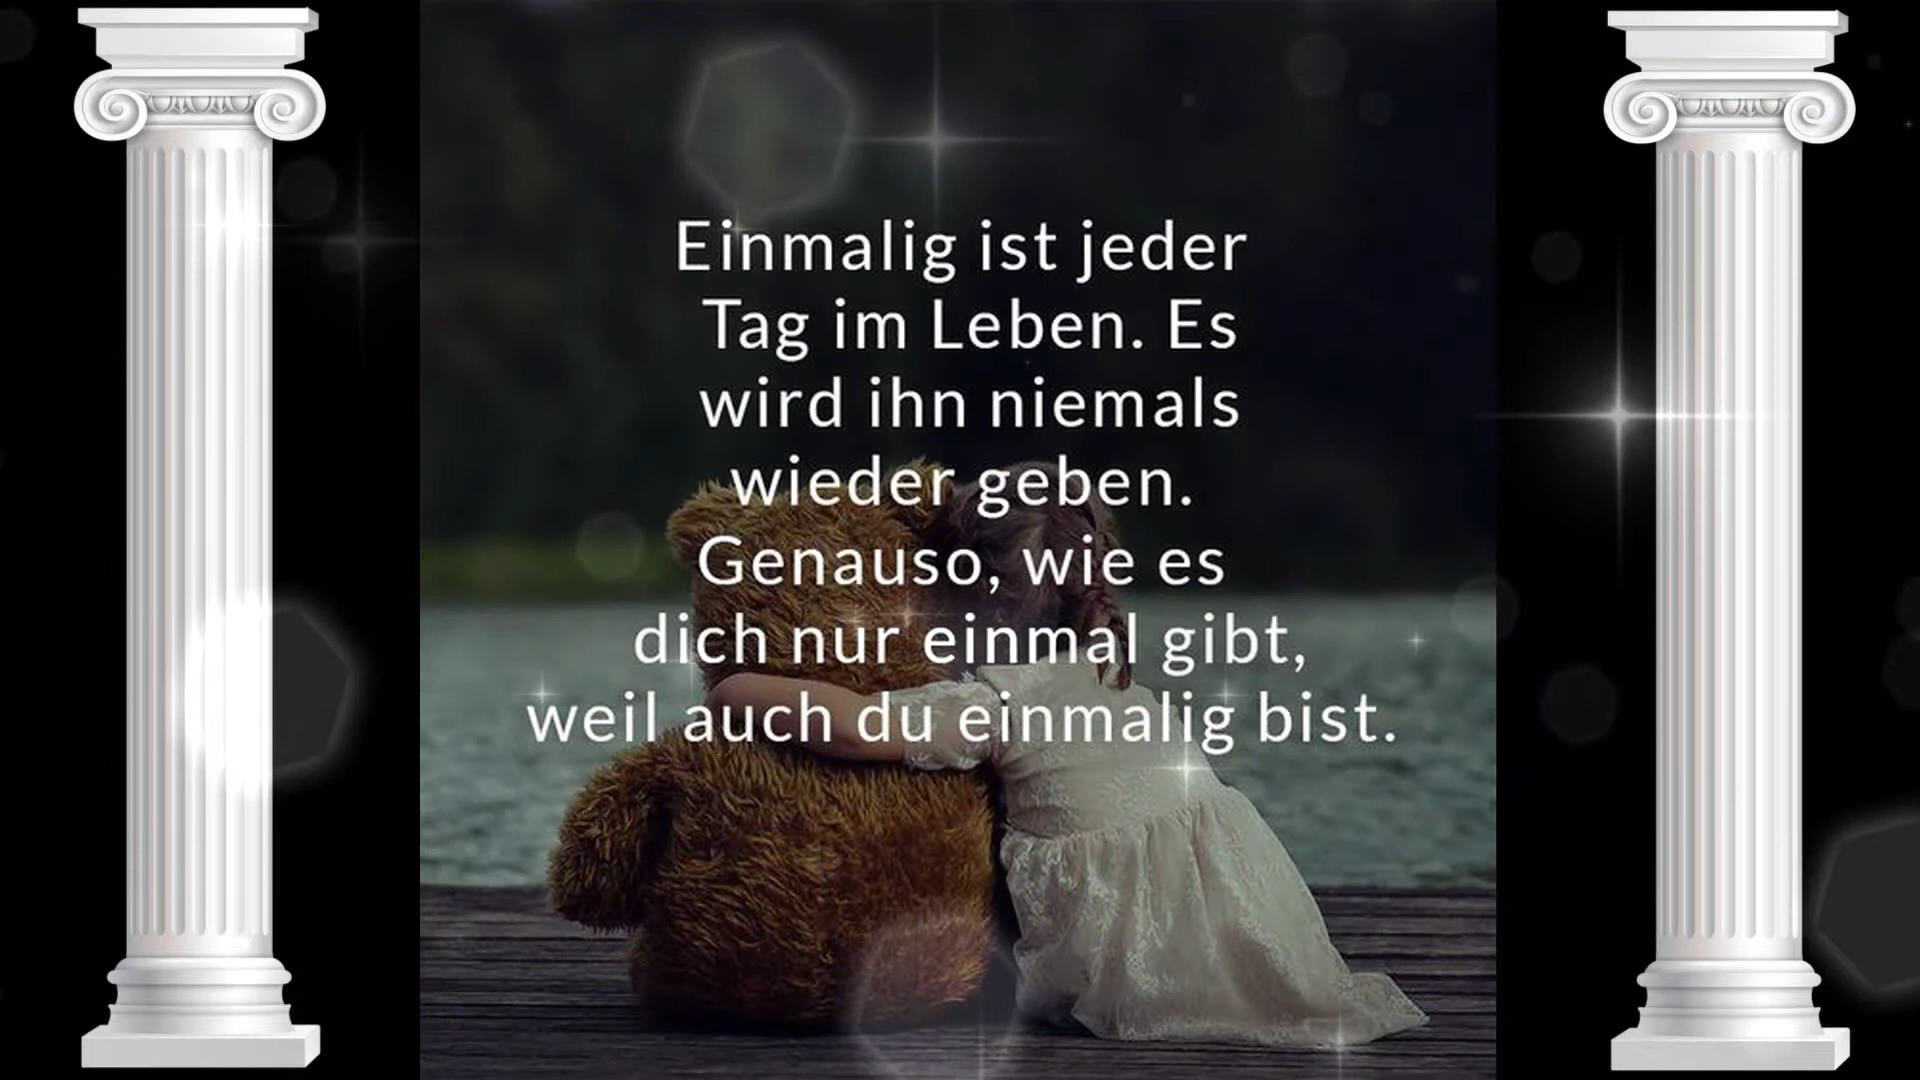 Einmalig ist jeder
Tag im Leben. Es
wird ihn niemals
wieder geben.
Genauso, wie es
dich nur einmal gibt,
weil auch du einmalig bist.